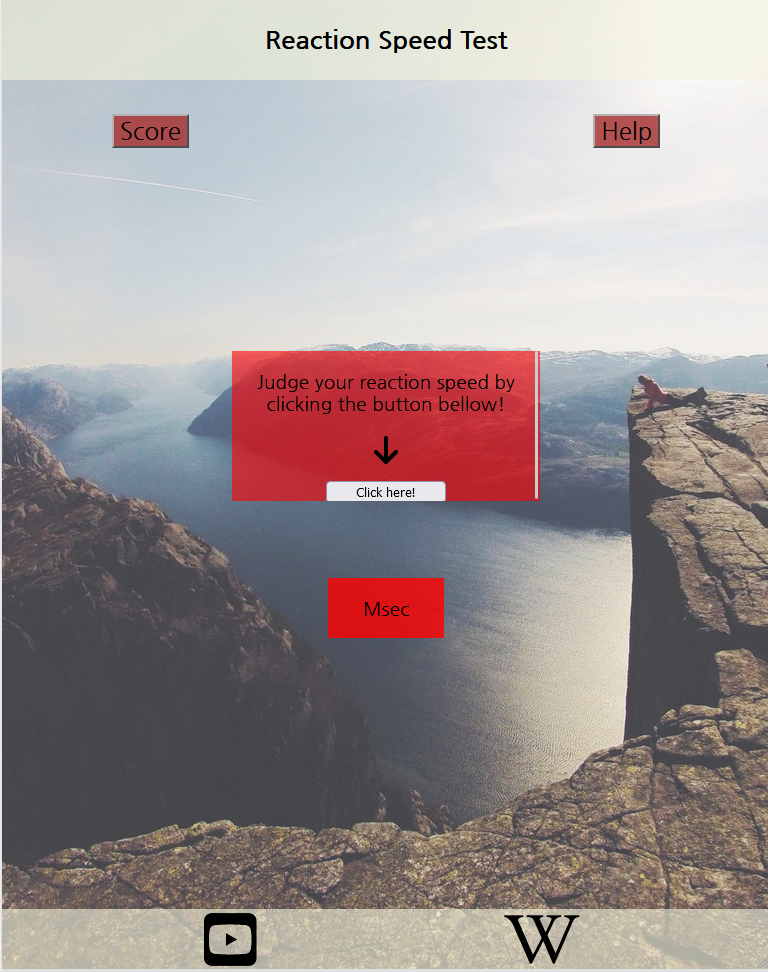 Reaction Speed Test
Score
Help
Judge your reaction speed by
clicking the button bellow!
Click here!
Msec
W